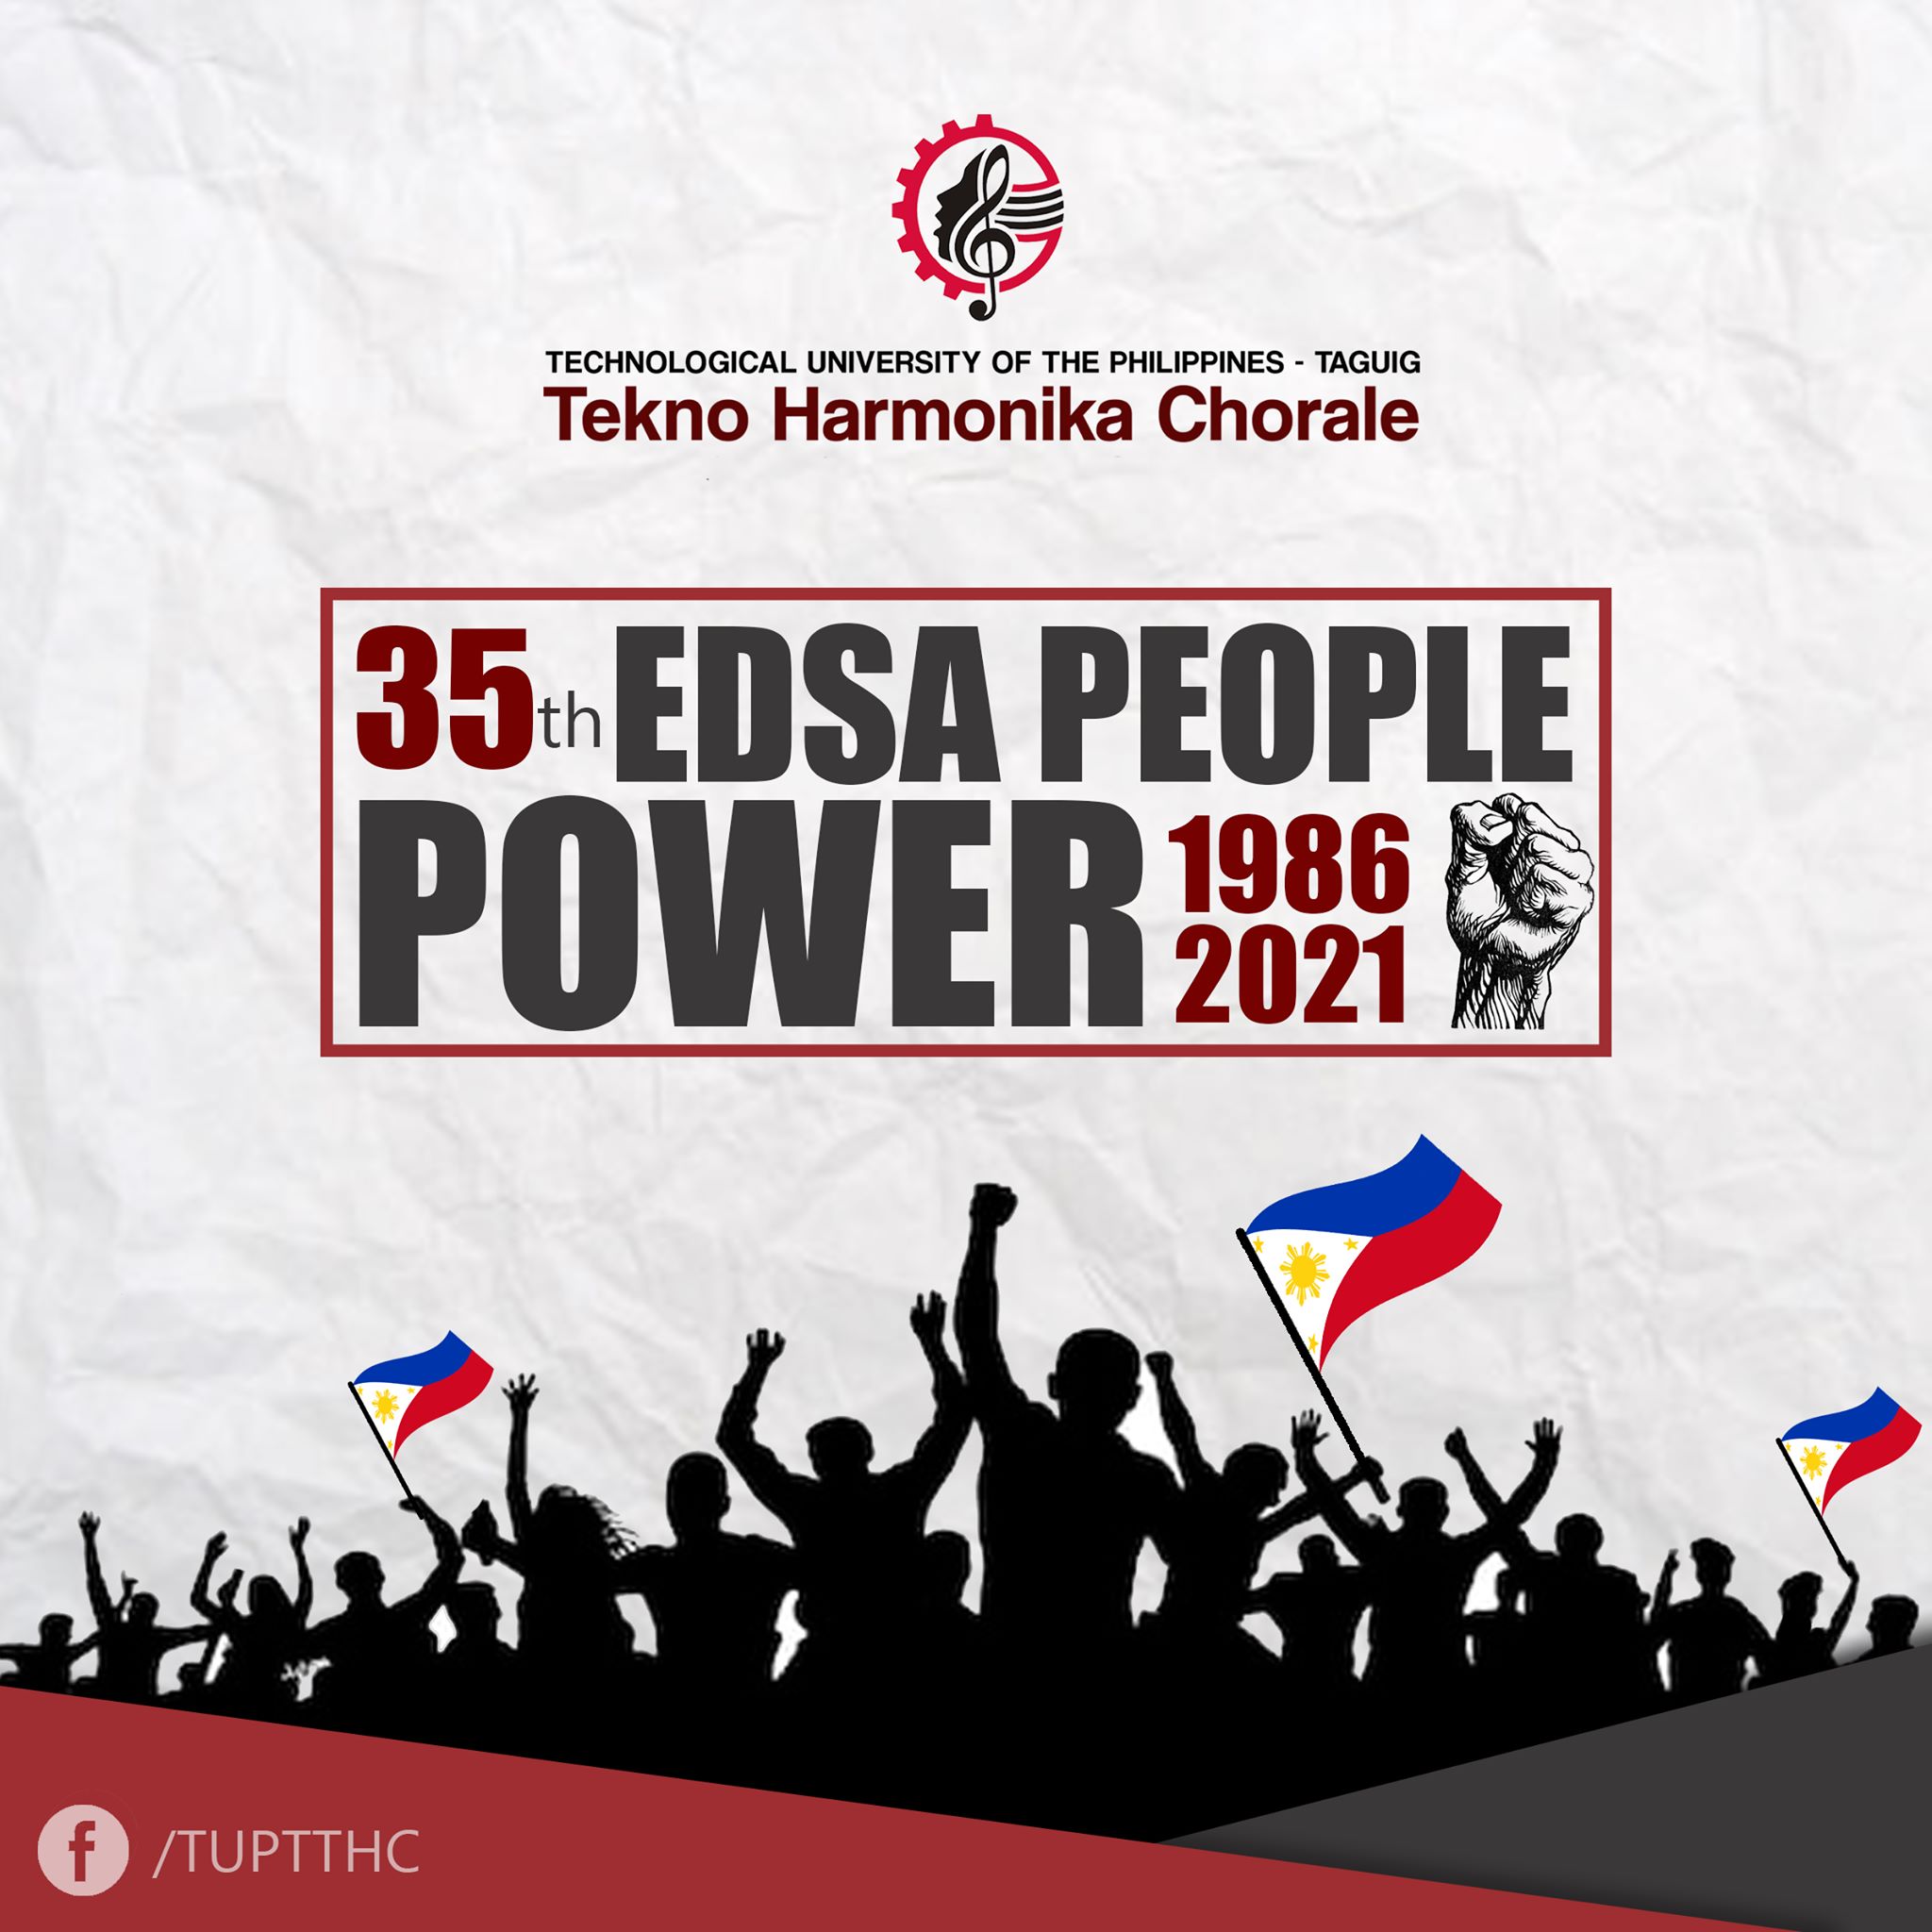 TECHNOLOGICAL UNIVERSITY OF THE PHILIPPINES - TAGUIG
Tekno Harmonika Chorale
35th EDSA PEOPLE
POWER
1986
2021
/TUPTTHC